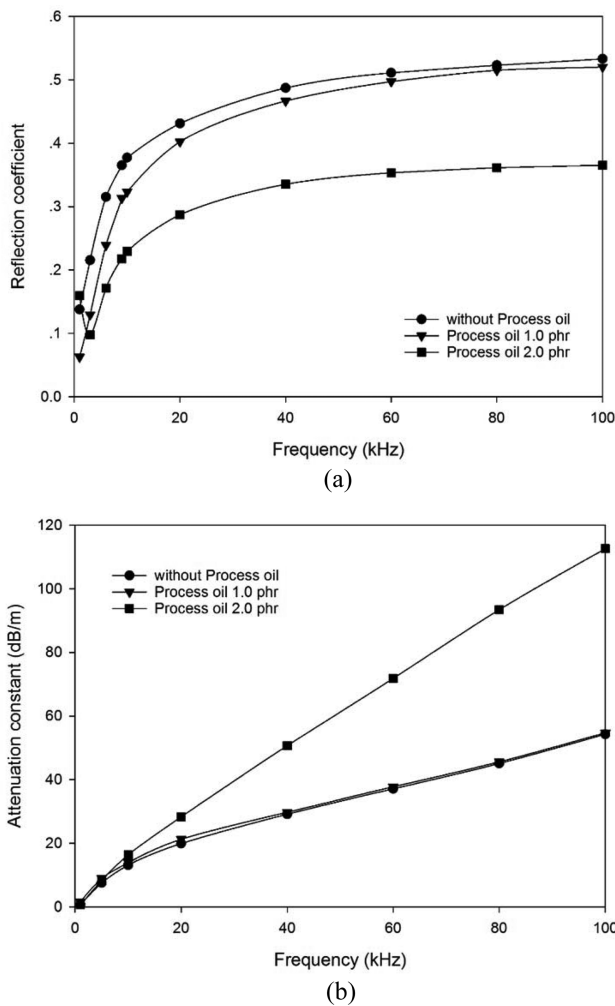 .6
.5
.4
.3
.2
.1
0.0
Reflection coefficient
without Process oil
Process oil 1.0 phr
Process oil 2.0 phr
0 20 40 60 80 100
Frequency (kHz)
(a)
120
100
80
60
40
20
0
Attenuation constant (dB/m)
without Process oil
Process oil 1.0 phr
Process oil 2.0 phr
0 20 40 60 80 100
Frequency (kHz)
(b)